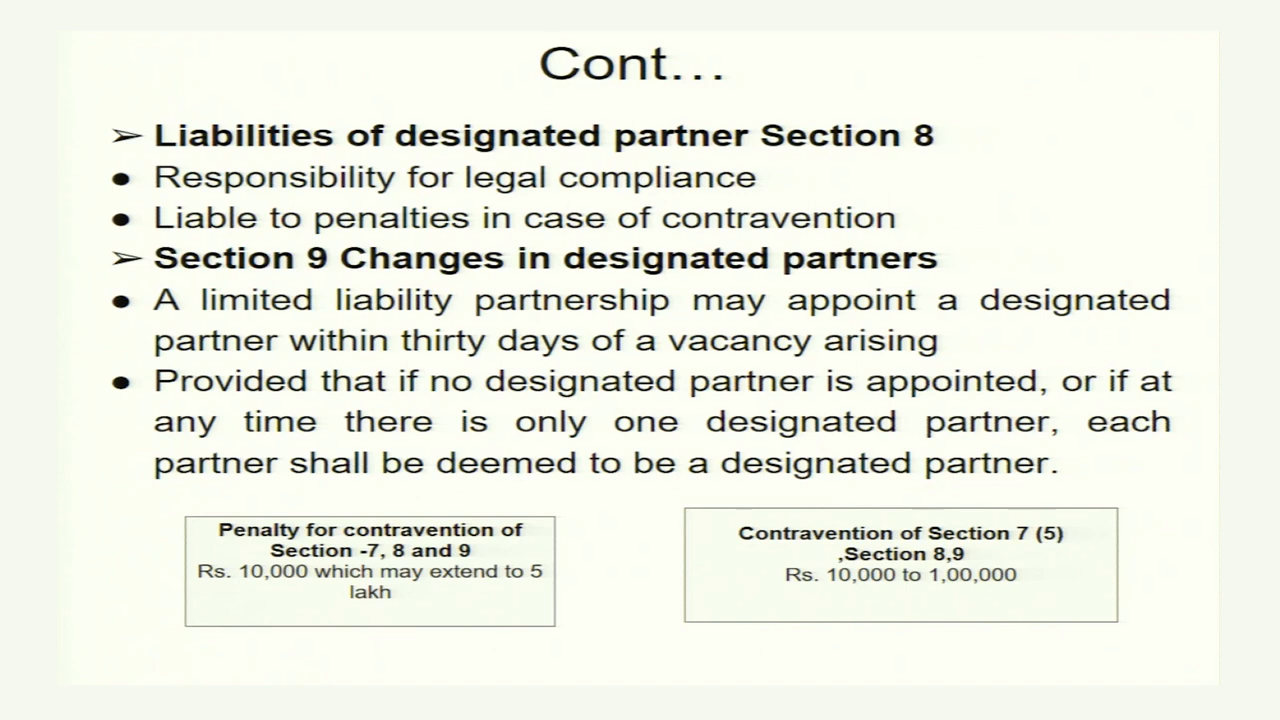 Cont…
➢ Liabilities of designated partner Section 8
● Responsibility for legal compliance
● Liable to penalties in case of contravention
➢ Section 9 Changes in designated partners
● A limited liability partnership may appoint a designated
partner within thirty days of a vacancy arising
● Provided that if no designated partner is appointed, or if at
any time there is only one designated partner, each
partner shall be deemed to be a designated partner.
Penalty for contravention of
Section -7, 8 and 9
Rs. 10,000 which may extend to 5
lakh
Contravention of Section 7 (5)
,Section 8,9
Rs. 10,000 to 1,00,000